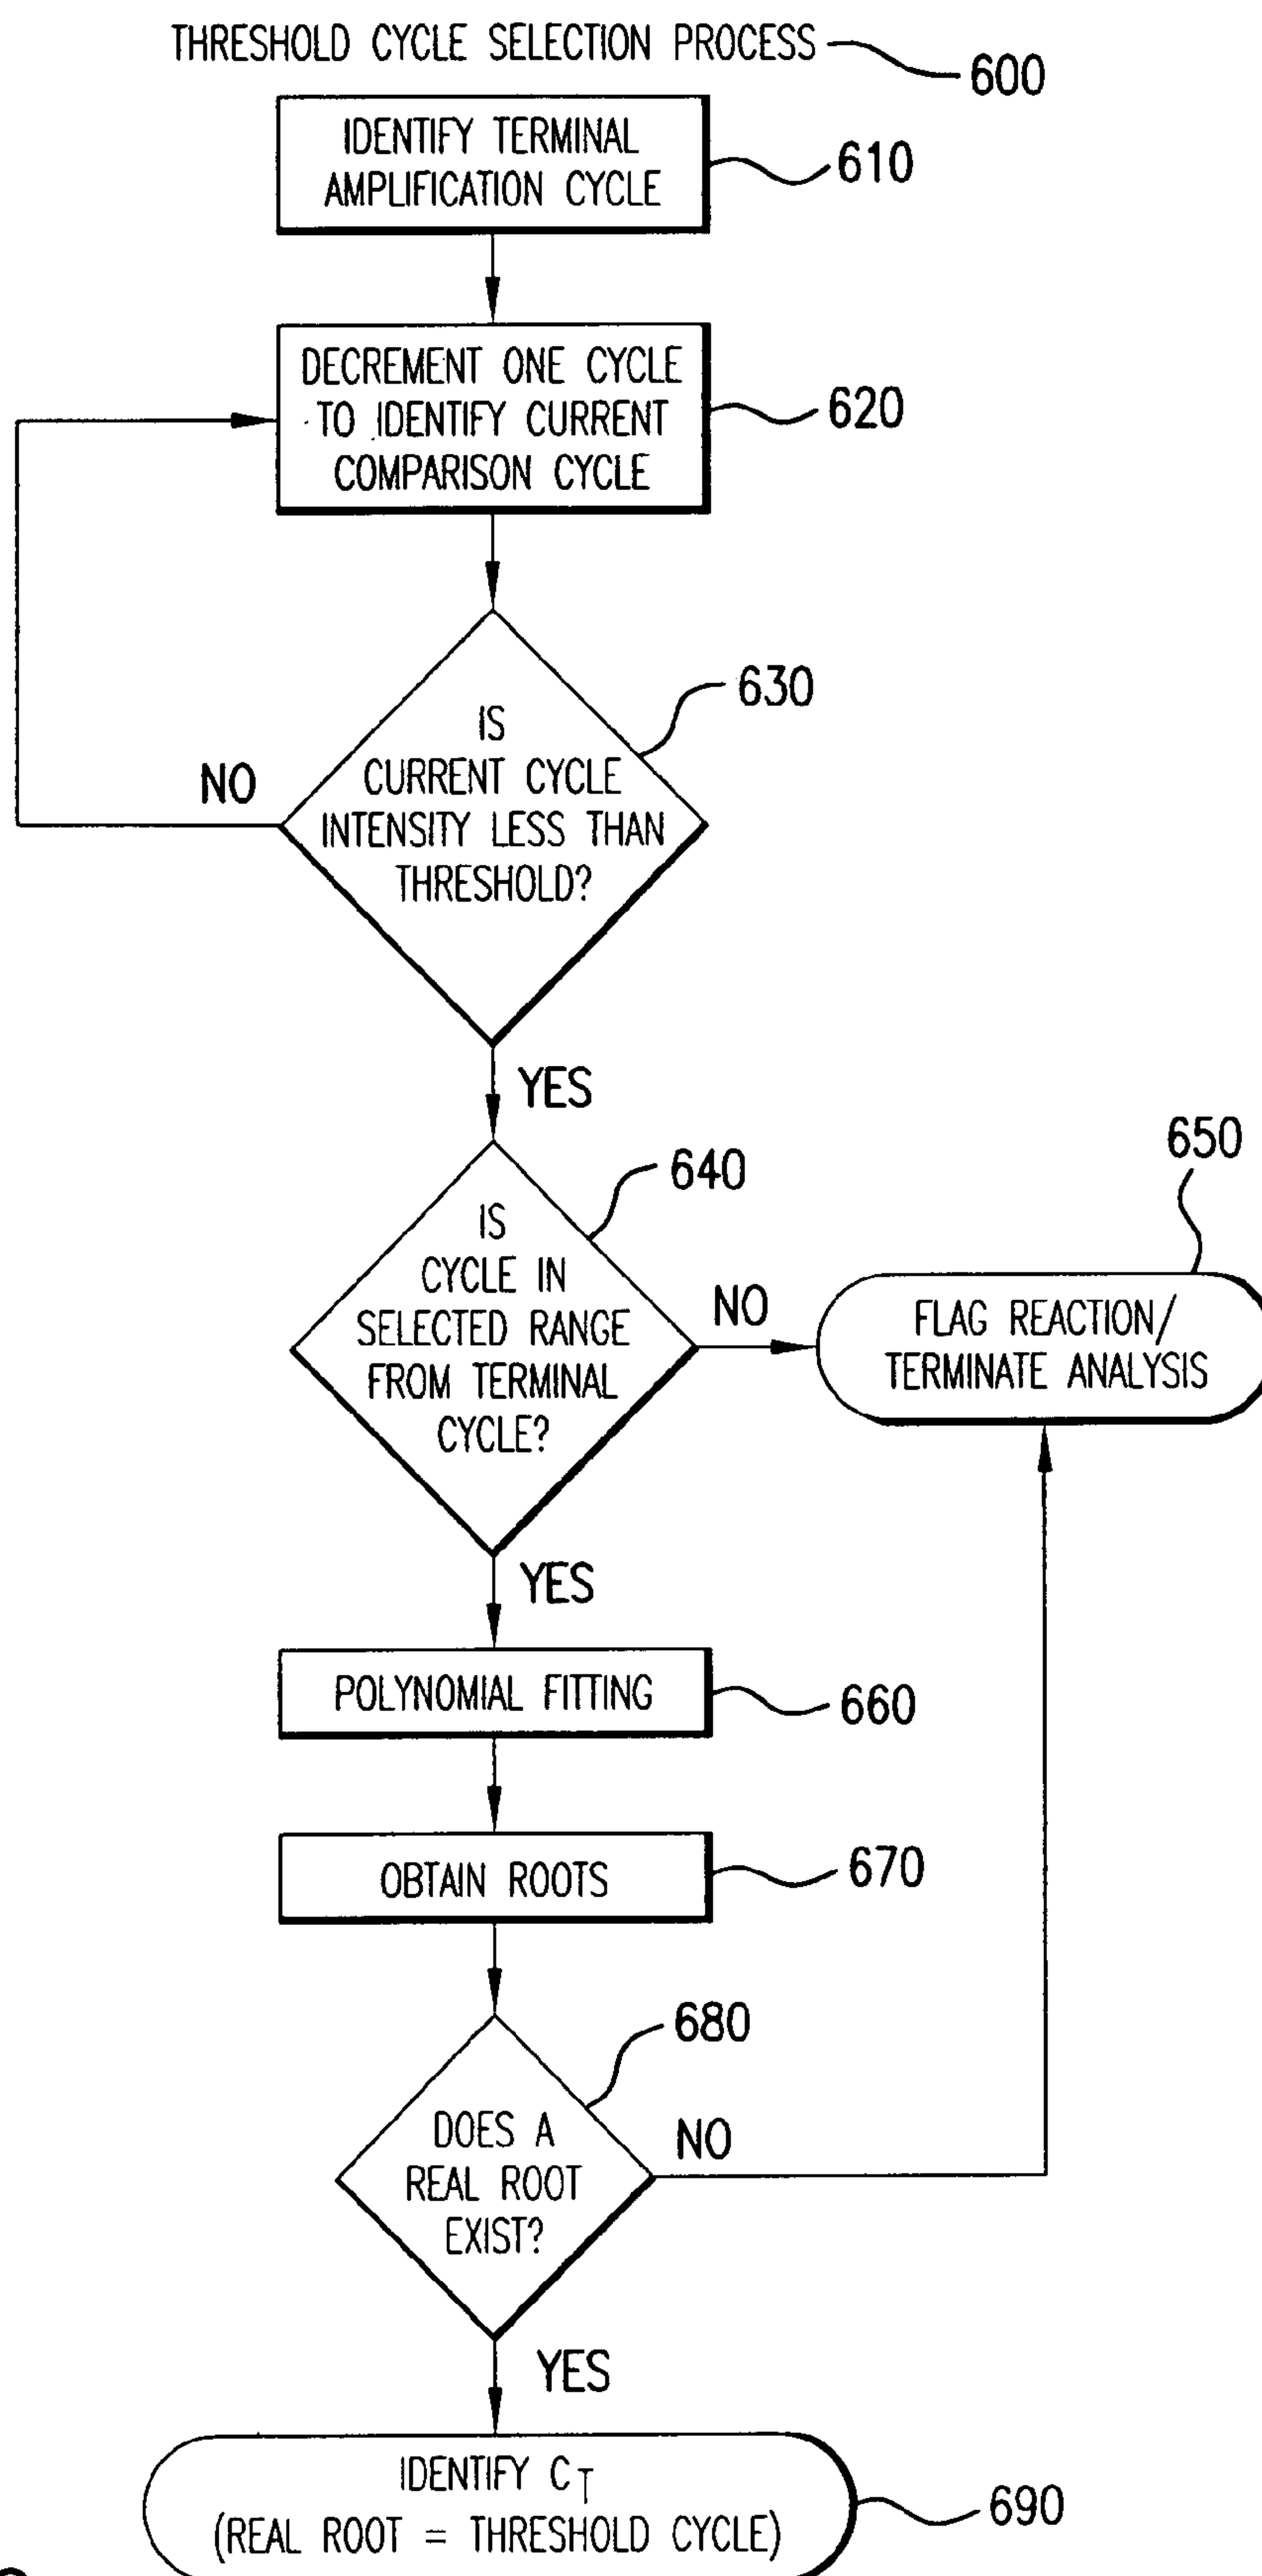 THRESHOLD CYCLE SELECTION PROCESS
600
IDENTIFY TERMINAL
AMPLIFICATION CYCLE
610
DECREMENT ONE CYCLE
TO IDENTIFY CURRENT
COMPARISON CYCLE
620
IS
CURRENT CYCLE
INTENSITY LESS THAN
THRESHOLD?
630
NO
YES
IS
CYCLE IN
SELECTED RANGE
FROM TERMINAL
CYCLE?
640
NO
650
FLAG REACTION/
TERMINATE ANALYSIS
YES
POLYNOMIAL FITTING
660
OBTAIN ROOTS
670
DOES A
REAL ROOT
EXIST?
680
NO
YES
IDENTIFY CT
(REAL ROOT = THRESHOLD CYCLE)
690